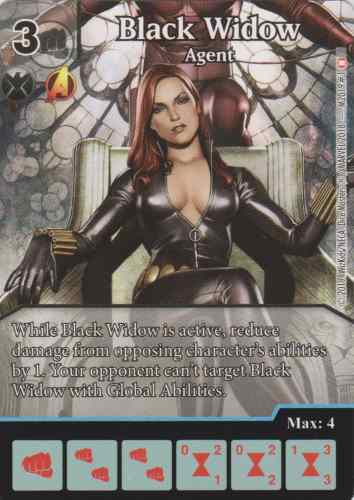 3
Black Widow
Agent
While Black Widow is active, reduce
damage from opposing character's abilities
by 1. Your opponent can't target Black
Widow with Global Abilities.
Max: 4
0 2
1
0 2
2
1 3
3